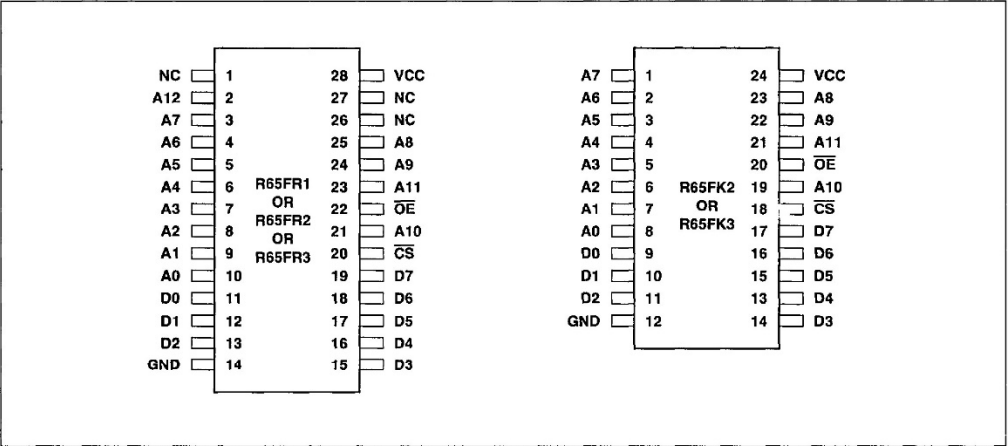 NC 1 28 VCC
A12 2 27 NC
A7 3 26 NC
A6 4 25 A8
A5 5 24 A9
A4 6 R65FR1 23 A11
OR
A3 7 R65FR2 22 O̅E̅
A2 8 OR 21 A10
A1 9 R65FR3 20 C̅S̅
A0 10 19 D7
D0 11 18 D6
D1 12 17 D5
D2 13 16 D4
GND 14 15 D3
A7 1 24 VCC
A6 2 23 A8
A5 3 22 A9
A4 4 21 A11
A3 5 20 O̅E̅
A2 6 R65FK2 19 A10
A1 7 OR 18 C̅S̅
A0 8 R65FK3 17 D7
D0 9 16 D6
D1 10 15 D5
D2 11 13 D4
GND 12 14 D3